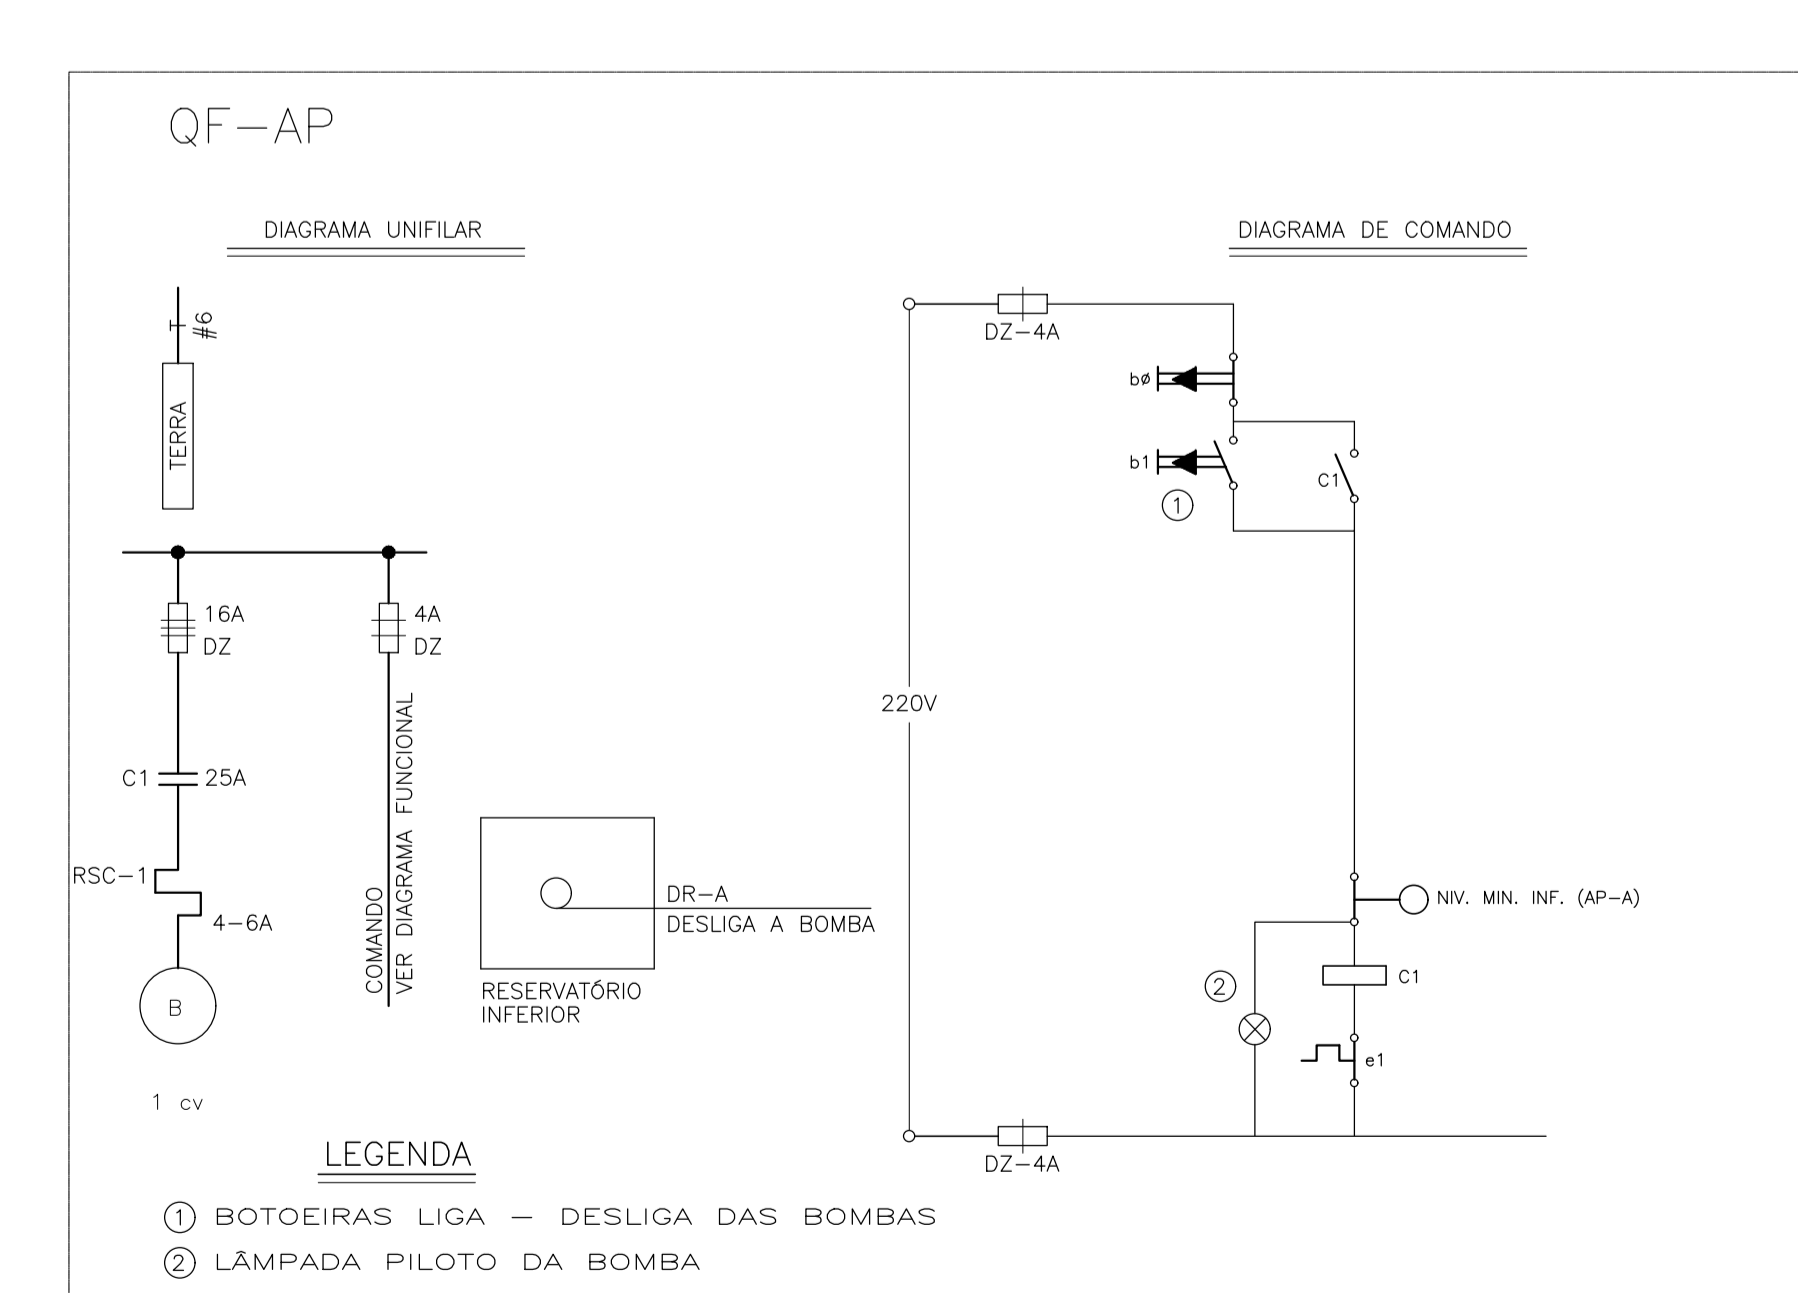 QF-AP
DIAGRAMA UNIFILAR
#6
TERRA
16A
DZ
4A
DZ
C1
25A
RSC-1
4-6A
B
1 cv
COMANDO
VER DIAGRAMA FUNCIONAL
DR-A
DESLIGA A BOMBA
RESERVATÓRIO
INFERIOR
DIAGRAMA DE COMANDO
DZ-4A
bø
b1
1
C1
220V
NIV. MIN. INF. (AP-A)
2
C1
e1
DZ-4A
LEGENDA
1 BOTOEIRAS LIGA - DESLIGA DAS BOMBAS
2 LÂMPADA PILOTO DA BOMBA